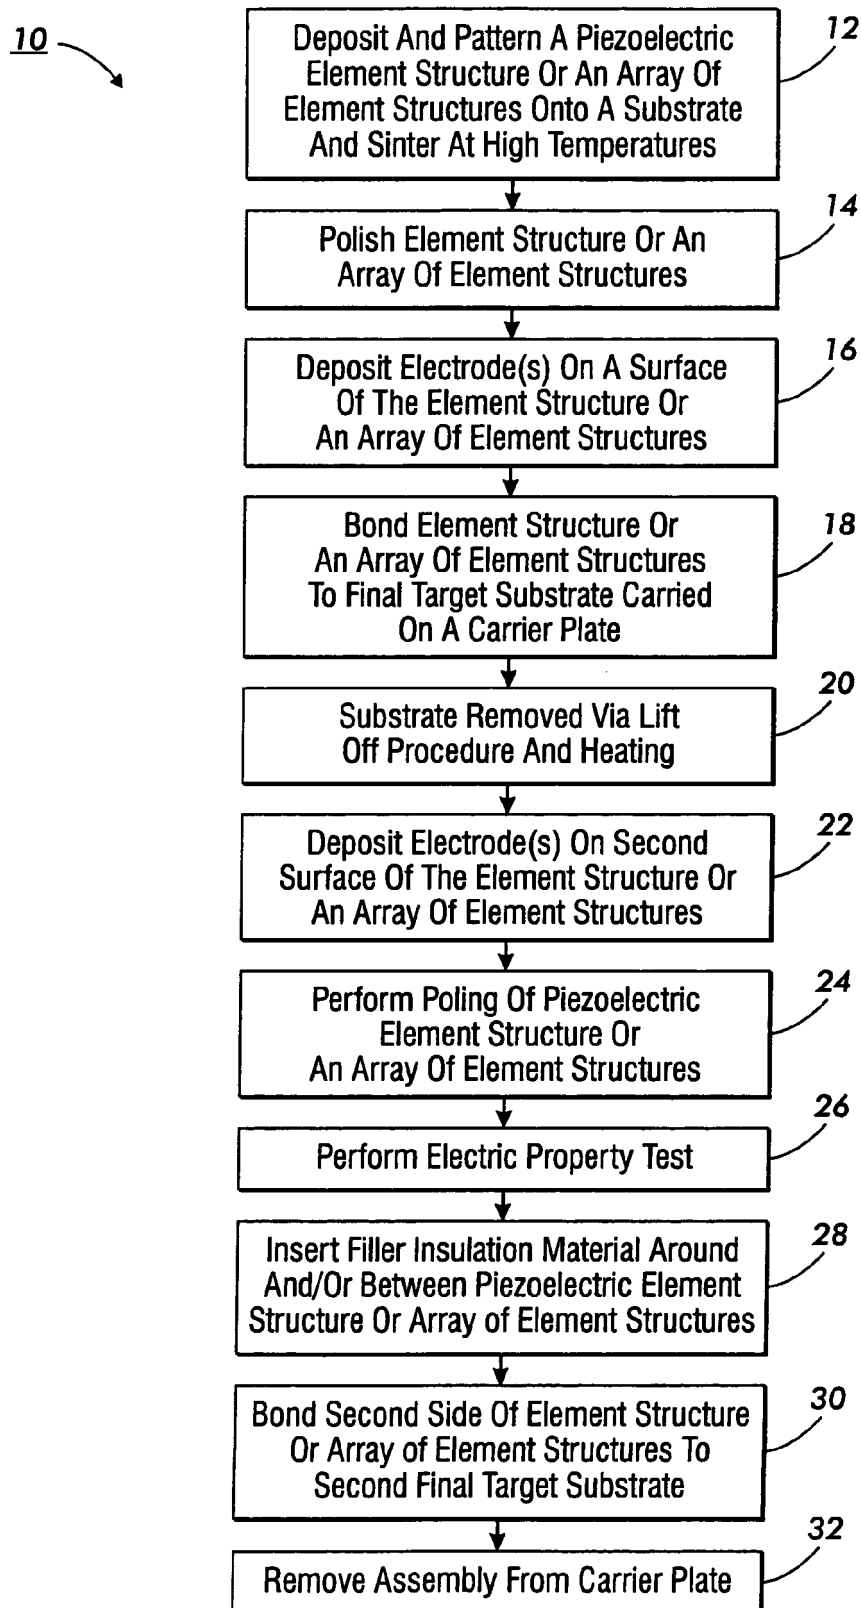 10
12
Deposit And Pattern A Piezoelectric
Element Structure Or An Array Of
Element Structures Onto A Substrate
And Sinter At High Temperatures
14
Polish Element Structure Or An
Array Of Element Structures
16
Deposit Electrode(s) On A Surface
Of The Element Structure Or
An Array Of Element Structures
18
Bond Element Structure Or
An Array Of Element Structures
To Final Target Substrate Carried
On A Carrier Plate
20
Substrate Removed Via Lift
Off Procedure And Heating
22
Deposit Electrode(s) On Second
Surface Of The Element Structure Or
An Array Of Element Structures
24
Perform Poling Of Piezoelectric
Element Structure Or
An Array Of Element Structures
26
Perform Electric Property Test
28
Insert Filler Insulation Material Around
And/Or Between Piezoelectric Element
Structure Or Array of Element Structures
30
Bond Second Side Of Element Structure
Or Array of Element Structures To
Second Final Target Substrate
32
Remove Assembly From Carrier Plate